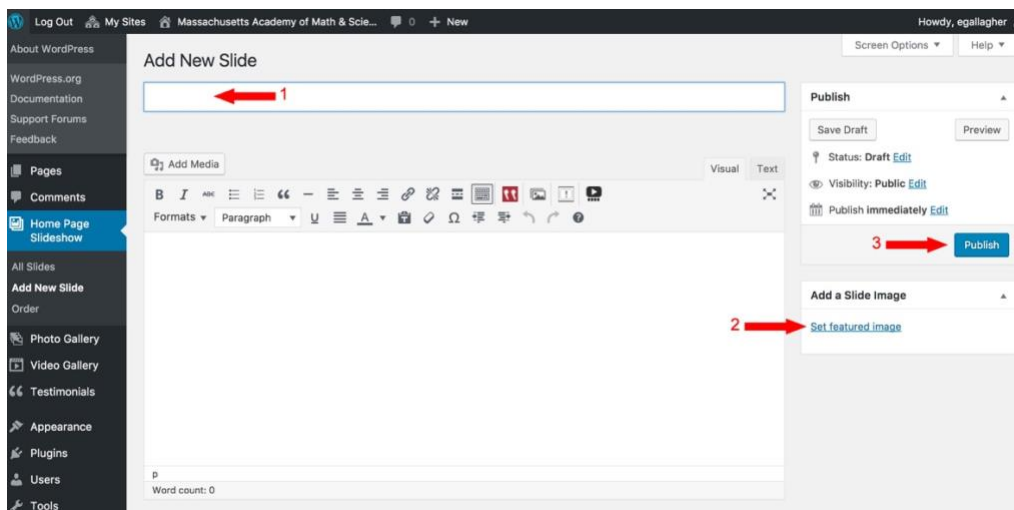 Log Out My Sites Massachusetts Academy of Math & Scie... 0 + New Howdy, egallagher
About WordPress
WordPress.org
Documentation
Support Forums
Feedback
Pages
Comments
Home Page
Slideshow
All Slides
Add New Slide
Order
Photo Gallery
Video Gallery
Testimonials
Appearance
Plugins
Users
Tools
Screen Options ▼ Help ▼
Add New Slide
1
Add Media
Visual Text
B I ABC
Formats ▼ Paragraph ▼ U A ▼ Ω
p
Word count: 0
Publish
Save Draft Preview
Status: Draft Edit
Visibility: Public Edit
Publish immediately Edit
3 Publish
Add a Slide Image
2 Set featured image